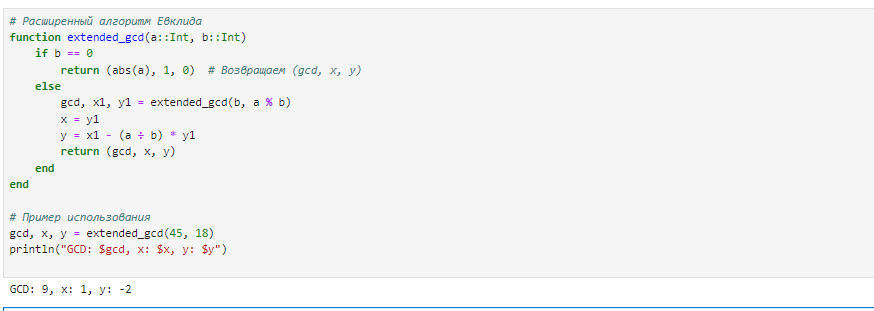 # Расширенный алгоритм Евклида
function extended_gcd(a::Int, b::Int)
    if b == 0
        return (abs(a), 1, 0)  # Возвращаем (gcd, x, y)
    else
        gcd, x1, y1 = extended_gcd(b, a % b)
        x = y1
        y = x1 - (a ÷ b) * y1
        return (gcd, x, y)
    end
end

# Пример использования
gcd, x, y = extended_gcd(45, 18)
println("GCD: $gcd, x: $x, y: $y")
GCD: 9, x: 1, y: -2